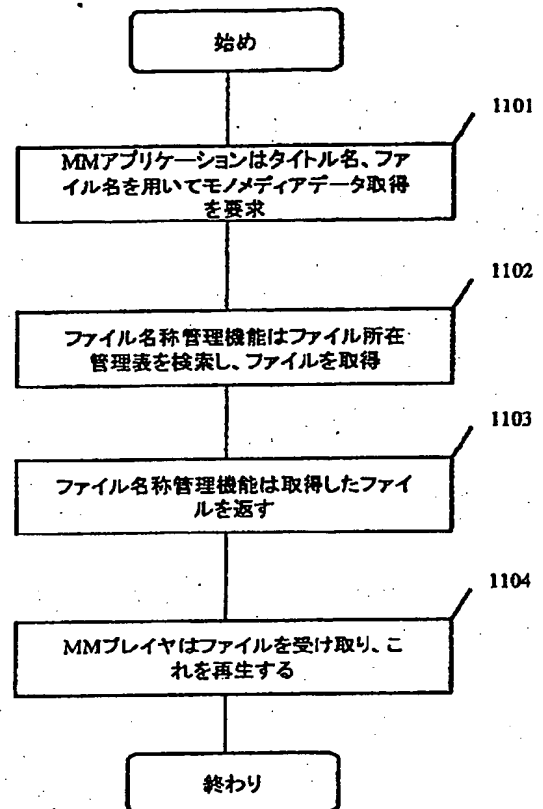 始め
1101
MMアプリケーションはタイトル名、ファ
イル名を用いてモノメディアデータ取得
を要求
1102
ファイル名称管理機能はファイル所在
管理表を検索し、ファイルを取得
1103
ファイル名称管理機能は取得したファイ
ルを返す
1104
MMプレイヤはファイルを受け取り、こ
れを再生する
終わり